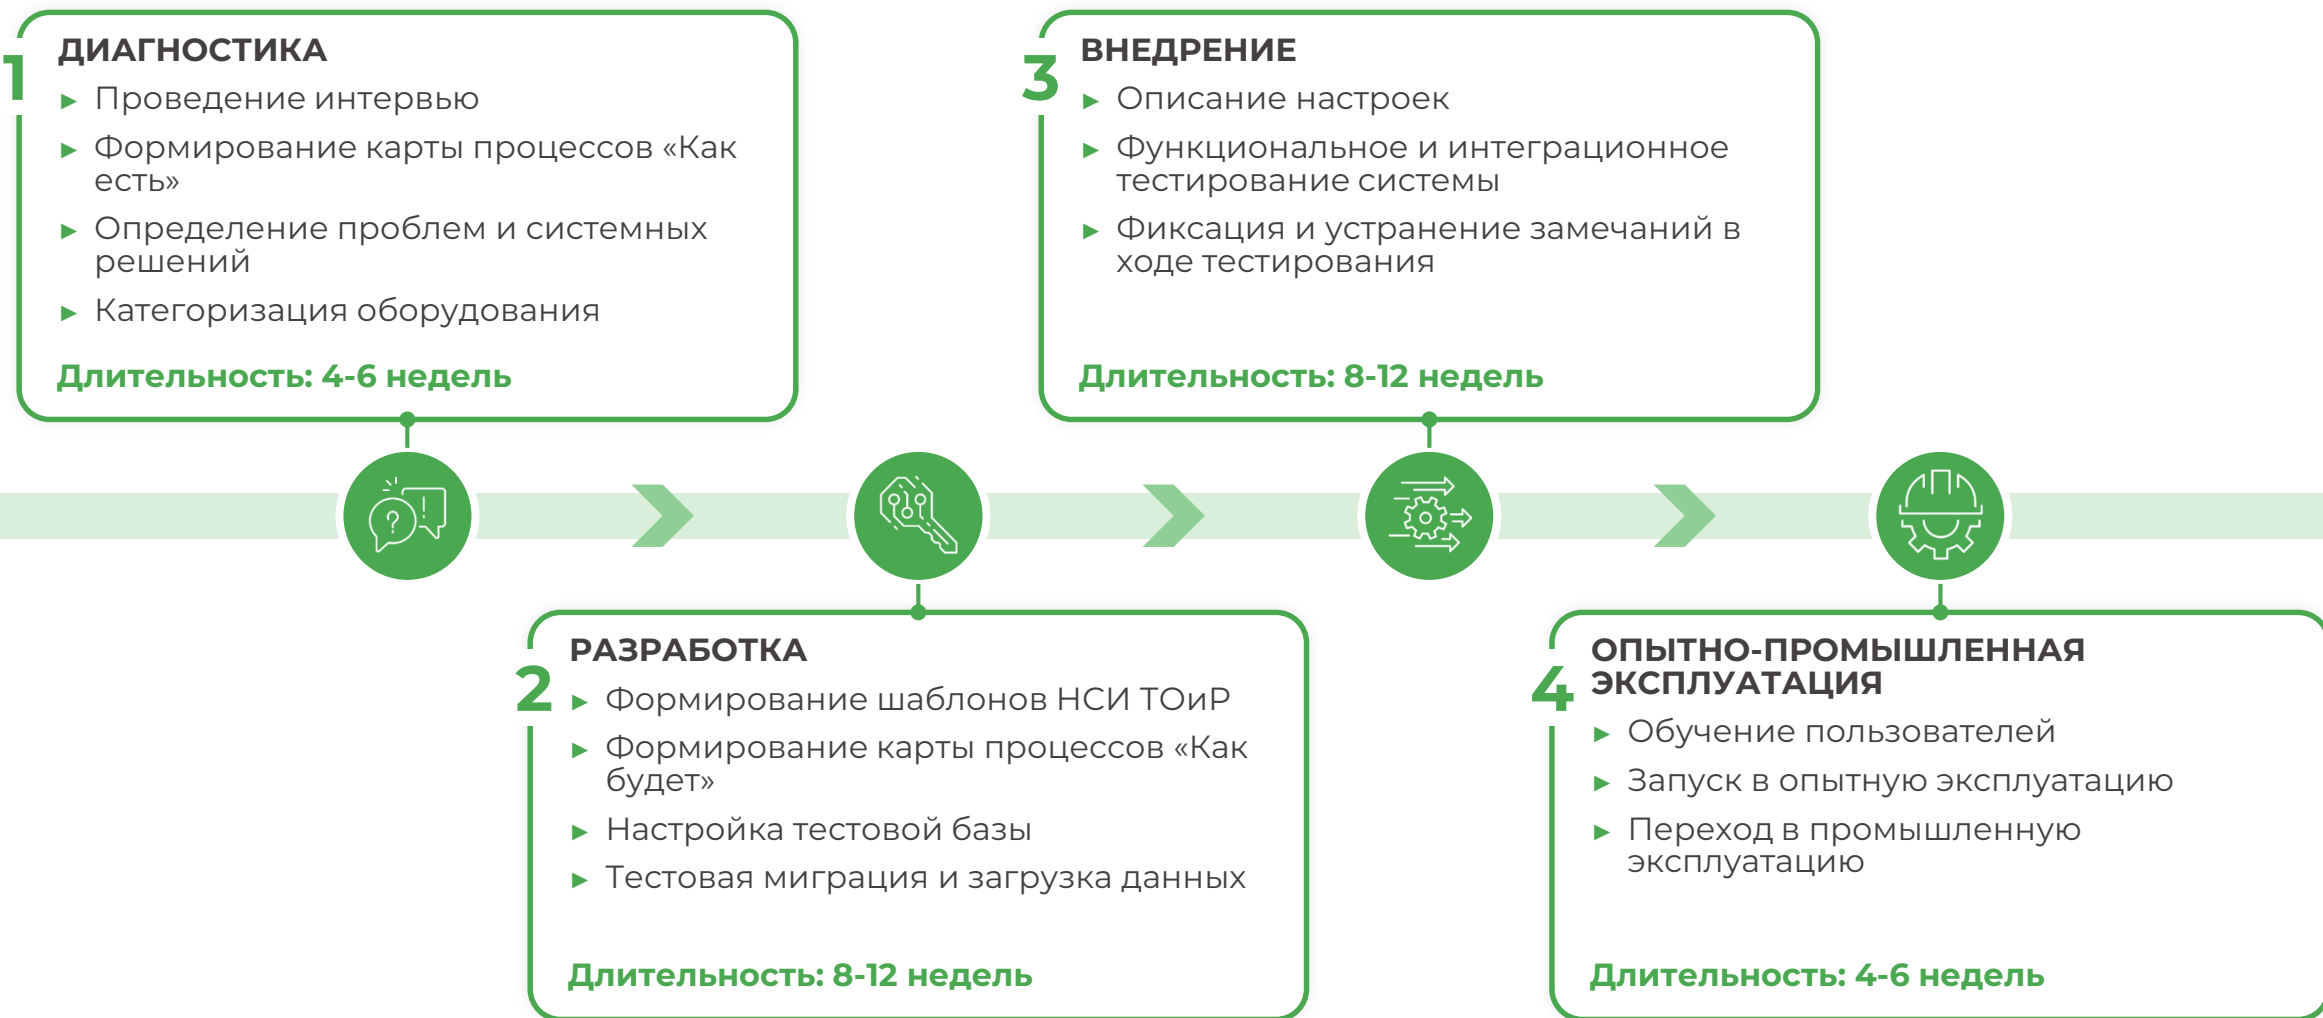 1
ДИАГНОСТИКА
► Проведение интервью
► Формирование карты процессов «Как
есть»
► Определение проблем и системных
решений
► Категоризация оборудования
Длительность: 4-6 недель
2
РАЗРАБОТКА
► Формирование шаблонов НСИ ТОиР
► Формирование карты процессов «Как
будет»
► Настройка тестовой базы
► Тестовая миграция и загрузка данных
Длительность: 8-12 недель
3
ВНЕДРЕНИЕ
► Описание настроек
► Функциональное и интеграционное
тестирование системы
► Фиксация и устранение замечаний в
ходе тестирования
Длительность: 8-12 недель
4
ОПЫТНО-ПРОМЫШЛЕННАЯ
ЭКСПЛУАТАЦИЯ
► Обучение пользователей
► Запуск в опытную эксплуатацию
► Переход в промышленную
эксплуатацию
Длительность: 4-6 недель